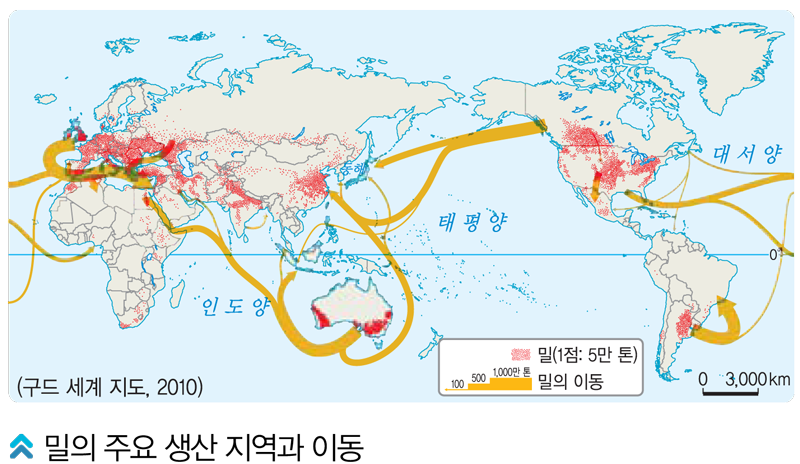 동해
대서양
태평양
0°
인도양
밀(1점: 5만 톤)
1,000만 톤
500
100
밀의 이동
(구드 세계 지도, 2010)
0 3,000km
밀의 주요 생산 지역과 이동